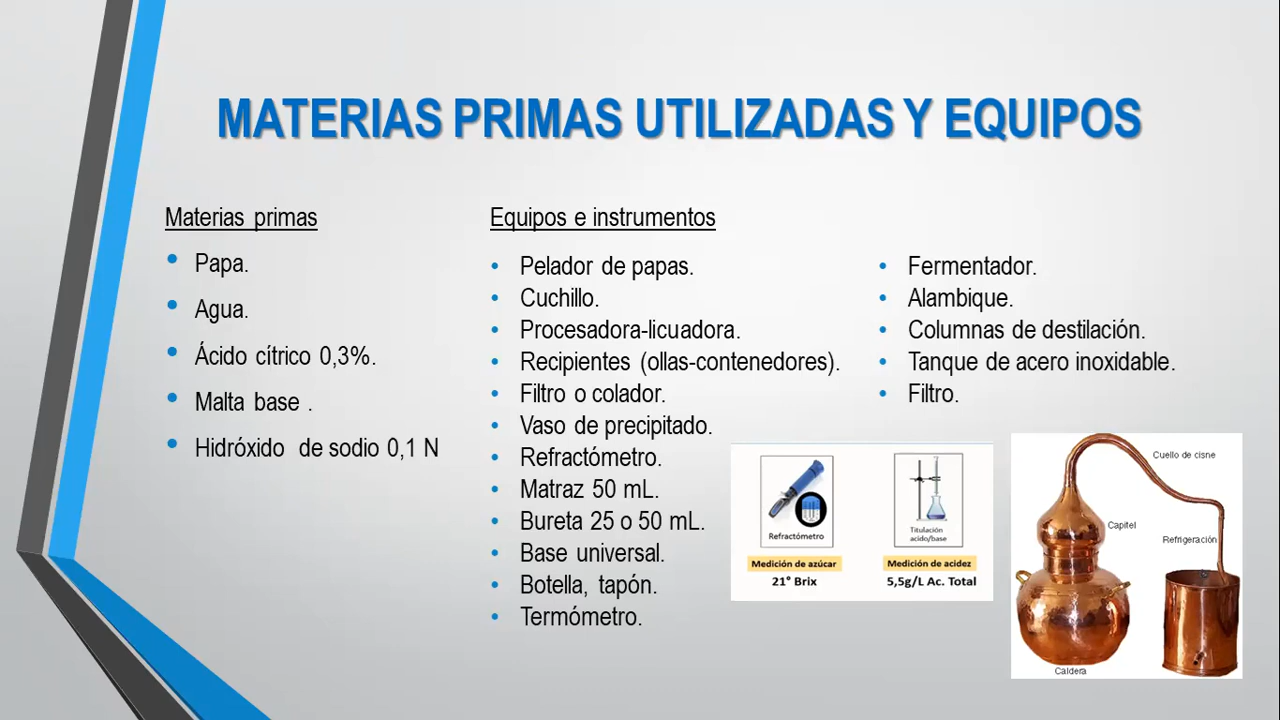 MATERIAS PRIMAS UTILIZADAS Y EQUIPOS
Materias primas
• Papa.
• Agua.
• Ácido cítrico 0,3%.
• Malta base .
• Hidróxido de sodio 0,1 N
Equipos e instrumentos
• Pelador de papas.
• Cuchillo.
• Procesadora-licuadora.
• Recipientes (ollas-contenedores).
• Filtro o colador.
• Vaso de precipitado.
• Refractómetro.
• Matraz 50 mL.
• Bureta 25 o 50 mL.
• Base universal.
• Botella, tapón.
• Termómetro.
• Fermentador.
• Alambique.
• Columnas de destilación.
• Tanque de acero inoxidable.
• Filtro.
Refractómetro
Medición de azúcar
21° Brix
Titulación
acido/base
Medición de acidez
5,5g/L Ac. Total
Cuello de cisne
Capitel
Refrigeración
Caldera